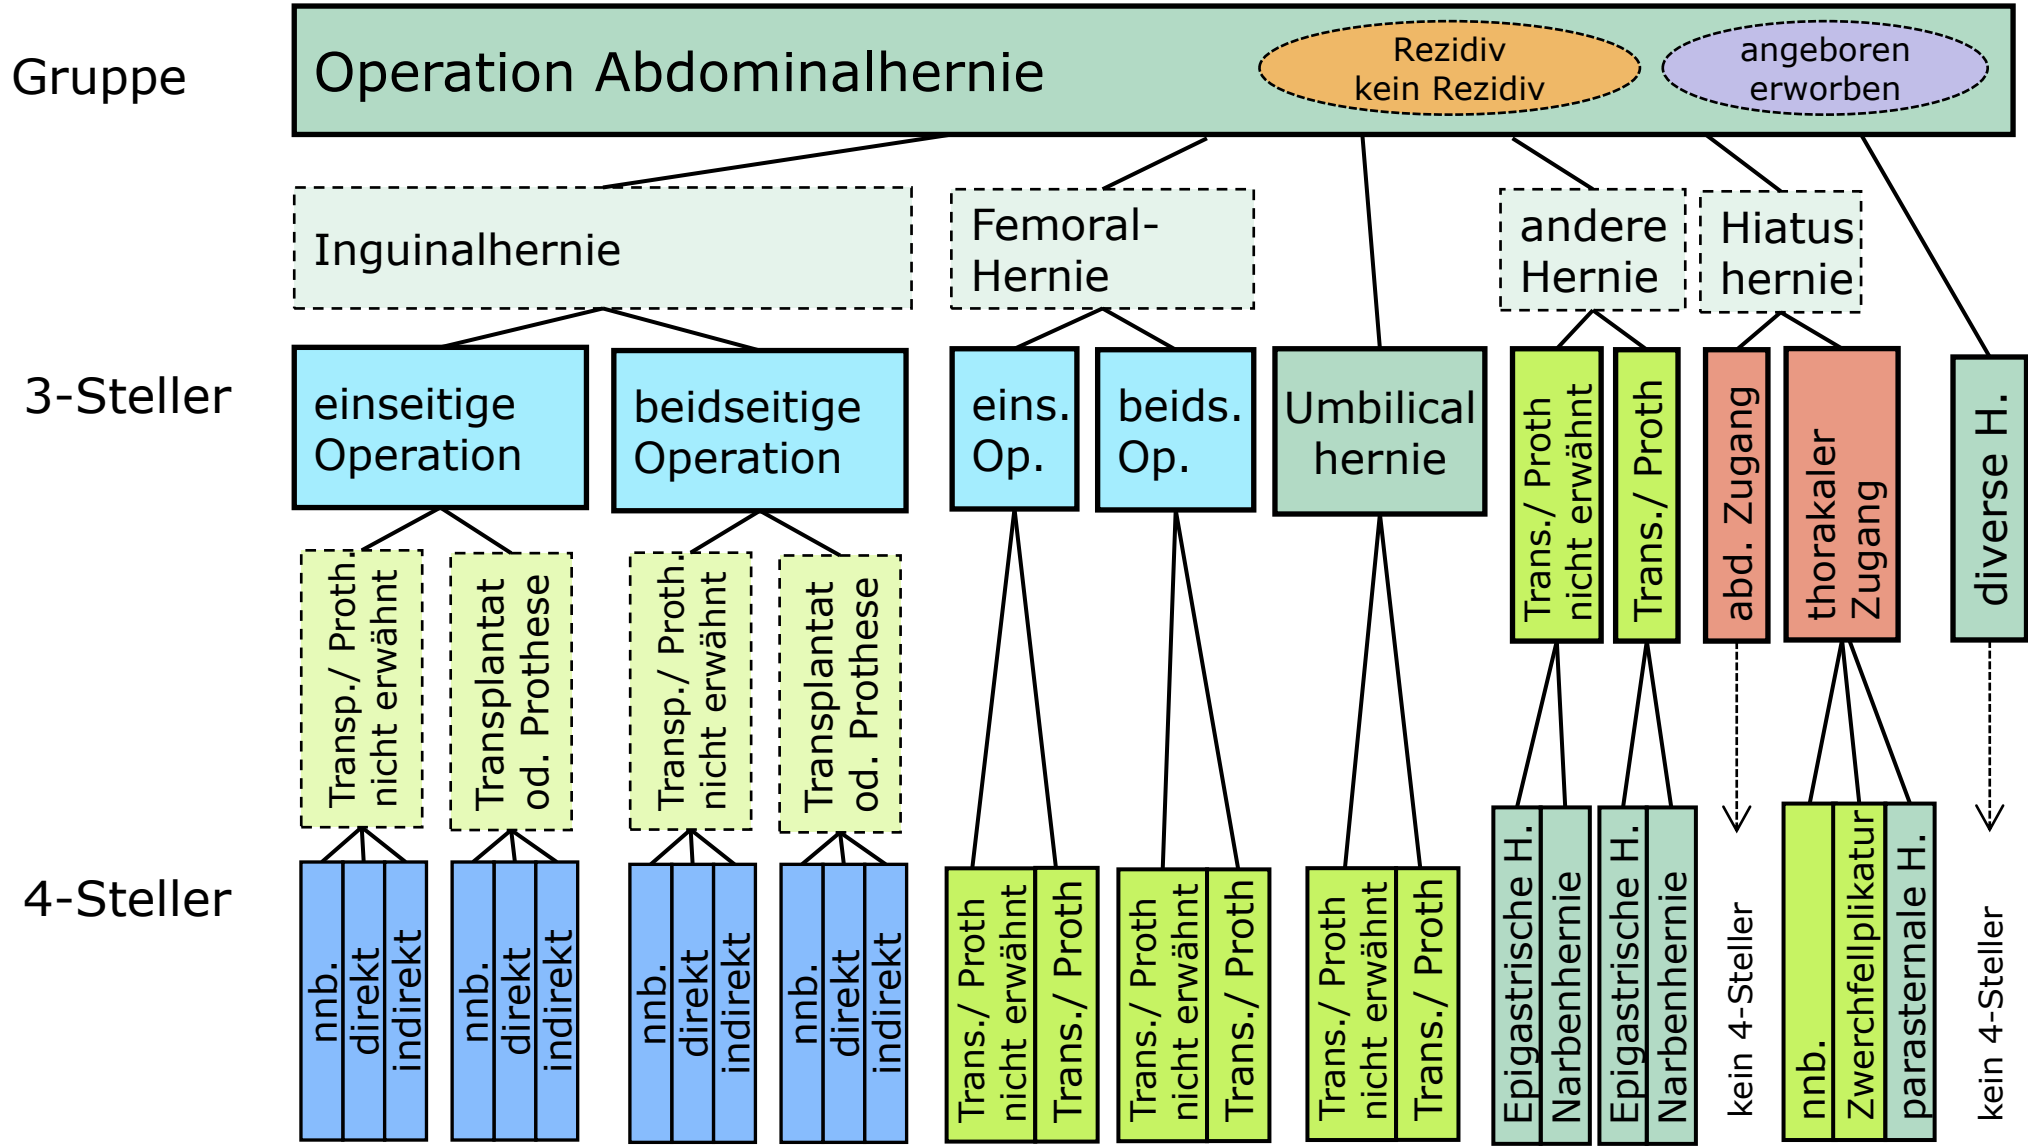 Gruppe
Operation Abdominalhernie
Rezidiv
kein Rezidiv
angeboren
erworben
Inguinalhernie
Femoral-
Hernie
andere
Hernie
Hiatus
hernie
3-Steller
einseitige
Operation
beidseitige
Operation
eins.
Op.
beids.
Op.
Umbilical
hernie
Trans./ Proth
nicht erwähnt
Trans./ Proth
abd. Zugang
thorakaler
Zugang
diverse H.
Transp./ Proth.
nicht erwähnt
Transplantat
od. Prothese
Transp./ Proth.
nicht erwähnt
Transplantat
od. Prothese
4-Steller
nnb.
direkt
indirekt
nnb.
direkt
indirekt
nnb.
direkt
indirekt
nnb.
direkt
indirekt
Trans./ Proth
nicht erwähnt
Trans./ Proth
Trans./ Proth
nicht erwähnt
Trans./ Proth
Trans./ Proth
nicht erwähnt
Trans./ Proth
Epigastrische H.
Narbenhernie
Epigastrische H.
Narbenhernie
kein 4-Steller
nnb.
Zwerchfellplikatur
parasternale H.
kein 4-Steller